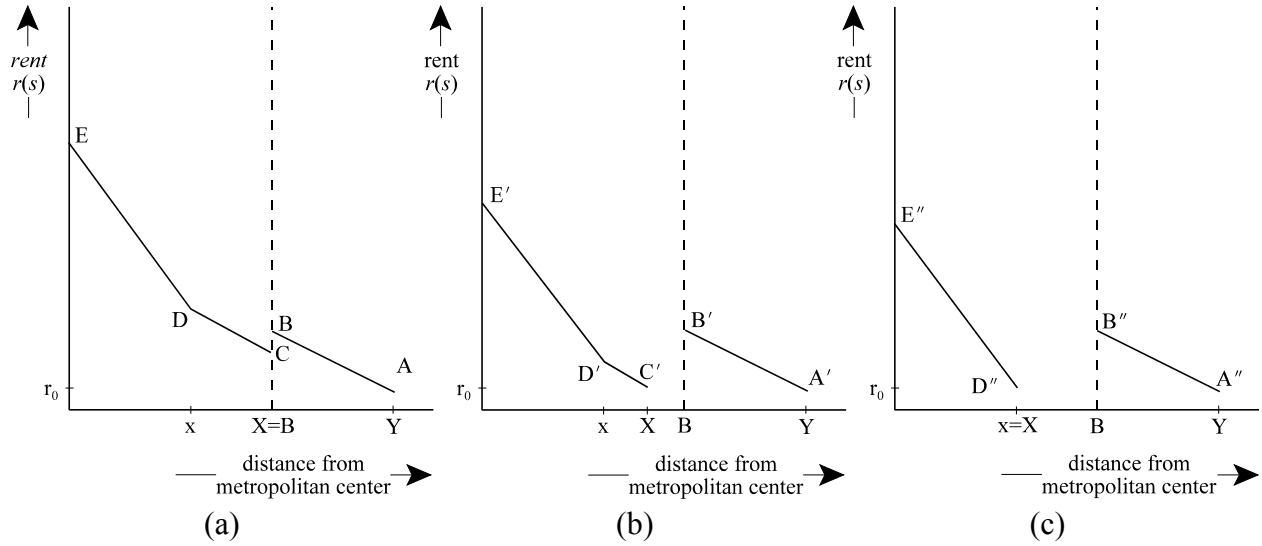 rent
r(s)
E
D
B
C
A
r₀
x
X=B
Y
distance from
metropolitan center
(a)
rent
r(s)
E′
D′
C′
B′
A′
r₀
x
X
B
Y
distance from
metropolitan center
(b)
rent
r(s)
E″
D″
B″
A″
r₀
x=X
B
Y
distance from
metropolitan center
(c)